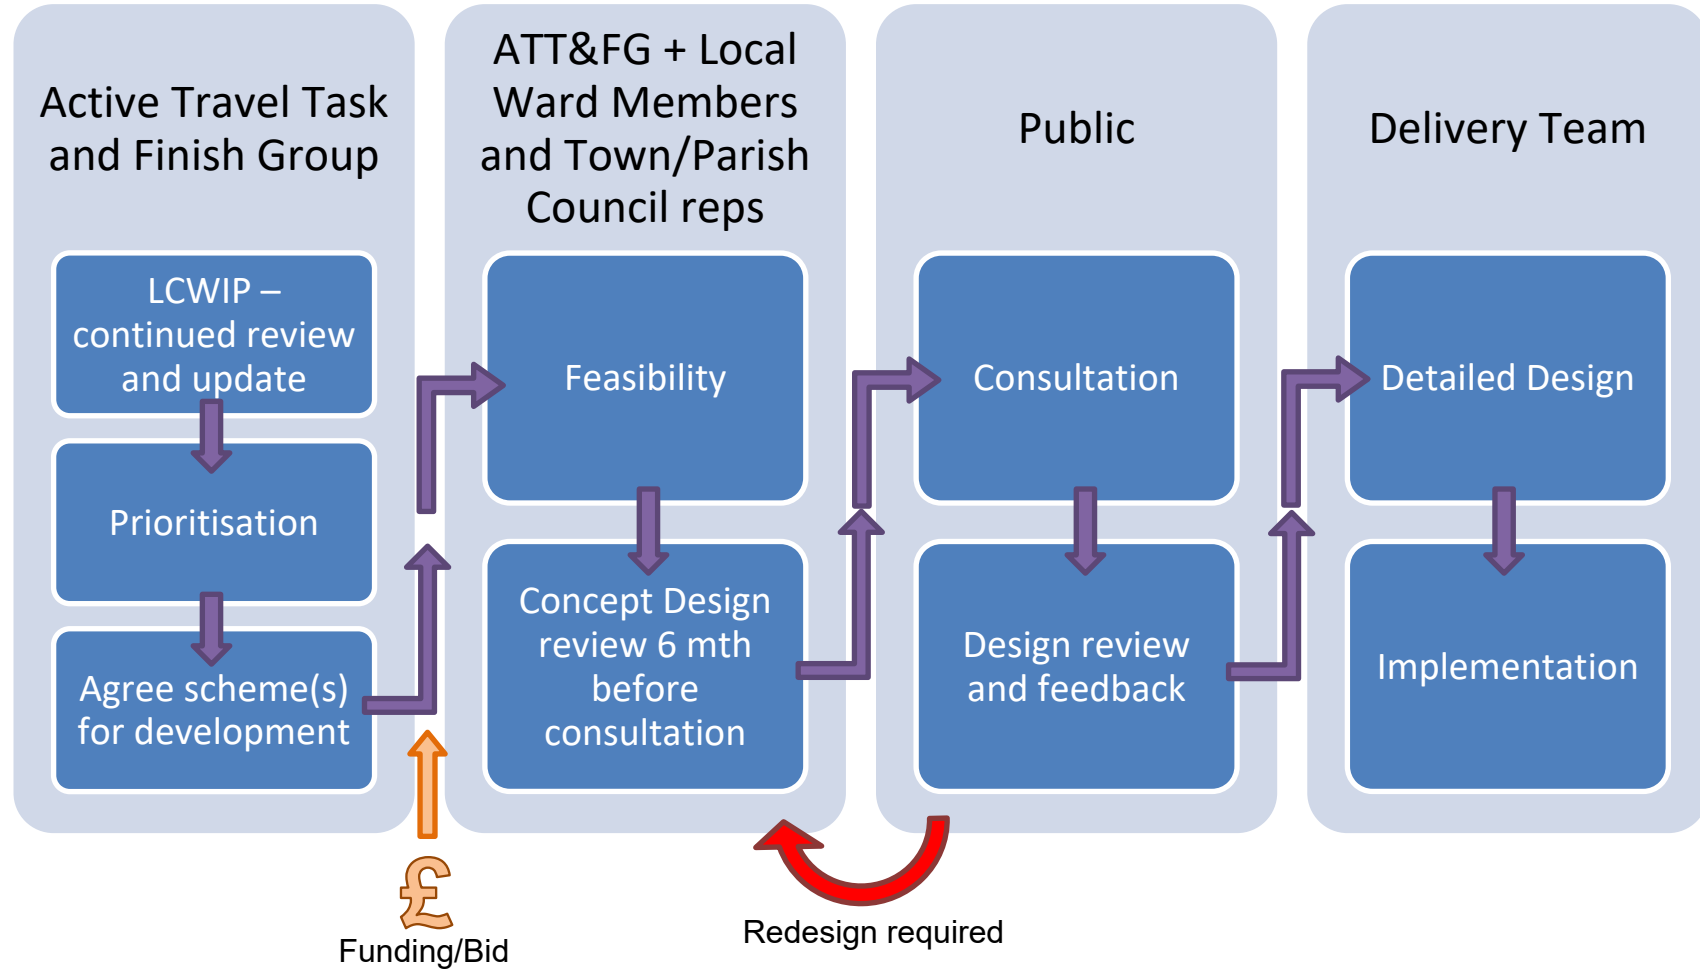 Active Travel Task
and Finish Group
LCWIP –
continued review
and update
Prioritisation
Agree scheme(s)
for development
ATT&FG + Local
Ward Members
and Town/Parish
Council reps
Feasibility
Concept Design
review 6 mth
before
consultation
Public
Consultation
Design review
and feedback
Delivery Team
Detailed Design
Implementation
£
Funding/Bid
Redesign required